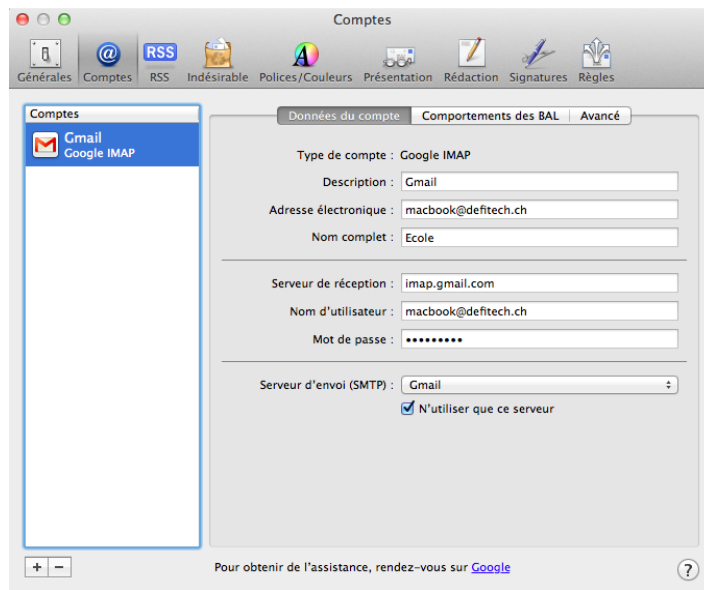 Comptes
Générales Comptes RSS Indésirable Polices/Couleurs Présentation Rédaction Signatures Règles
Comptes
Gmail
Google IMAP
Données du compte Comportements des BAL Avancé
Type de compte : Google IMAP
Description : Gmail
Adresse électronique : macbook@defitech.ch
Nom complet : Ecole
Serveur de réception : imap.gmail.com
Nom d'utilisateur : macbook@defitech.ch
Mot de passe : •••••••••
Serveur d'envoi (SMTP) : Gmail
N'utiliser que ce serveur
+ − Pour obtenir de l'assistance, rendez-vous sur Google ?